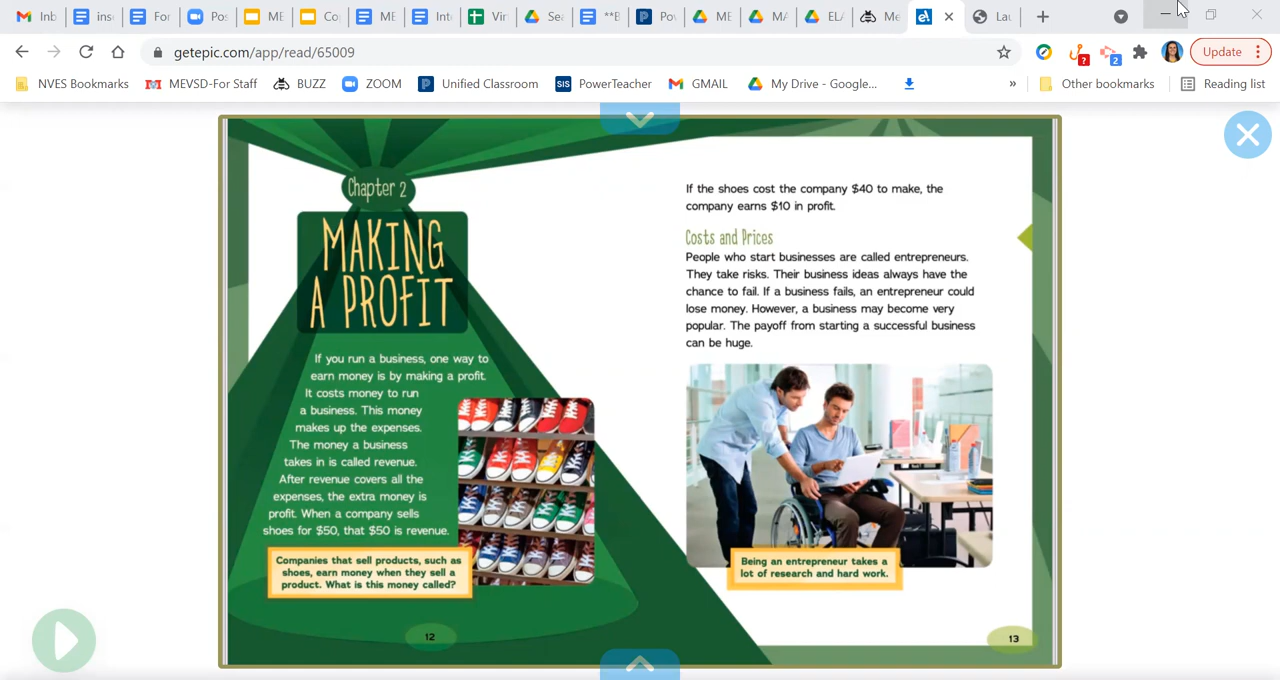 Inb
ins
For
Pos
ME
Co
ME
Int
Vir
Se
**B
Pov
ME
MA
ELA
Me
Lau
getepic.com/app/read/65009
?
2
Update
NVES Bookmarks
MEVSD-For Staff
BUZZ
ZOOM
Unified Classroom
SIS
PowerTeacher
GMAIL
My Drive - Google...
»
Other bookmarks
Reading list
Chapter 2
MAKING
A PROFIT
If you run a business, one way to
earn money is by making a profit.
It costs money to run
a business. This money
makes up the expenses.
The money a business
takes in is called revenue.
After revenue covers all the
expenses, the extra money is
profit. When a company sells
shoes for $50, that $50 is revenue.
Companies that sell products, such as
shoes, earn money when they sell a
product. What is this money called?
12
If the shoes cost the company $40 to make, the
company earns $10 in profit.
Costs and Prices
People who start businesses are called entrepreneurs.
They take risks. Their business ideas always have the
chance to fail. If a business fails, an entrepreneur could
lose money. However, a business may become very
popular. The payoff from starting a successful business
can be huge.
Being an entrepreneur takes a
lot of research and hard work.
13